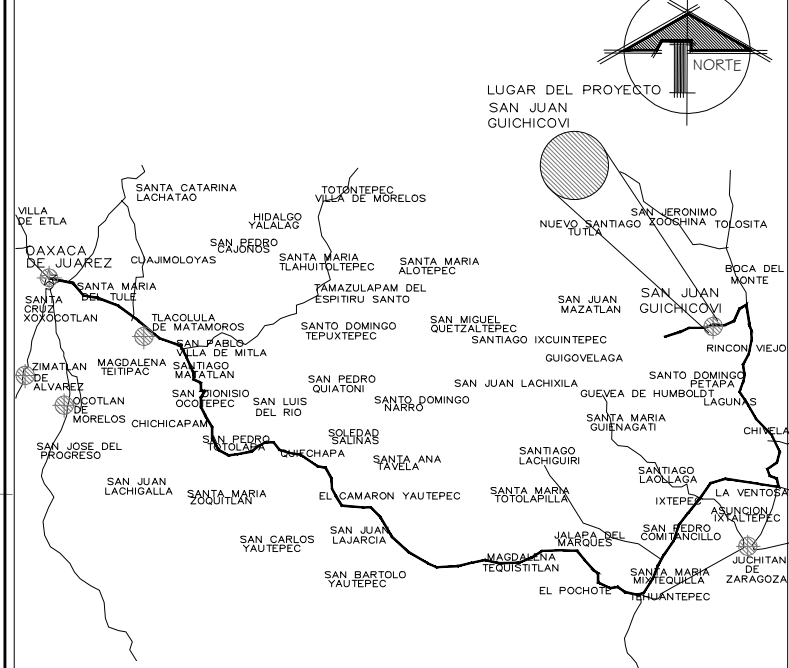 NORTE
LUGAR DEL PROYECTO
SAN JUAN
GUICHICOVI
SANTA CATARINA
LACHATAO
TOTONTEPEC
VILLA DE MORELOS
VILLA
DE ETLA
HIDALGO
YALALAG
SAN JERONIMO
ZOOCHINA
NUEVO SANTIAGO
TUTLA
TOLOSITA
OAXACA
DE JUAREZ
CUAJIMOLOYAS
SAN PEDRO
CAJONOS
SANTA MARIA
TLAHUITOLTEPEC
SANTA MARIA
ALOTEPEC
BOCA DEL
MONTE
SANTA MARIA
DEL TULE
TAMAZULAPAM DEL
ESPITIRU SANTO
SAN JUAN
GUICHICOVI
SANTA
CRUZ
XOXOCOTLAN
SAN JUAN
MAZATLAN
TLACOLULA
DE MATAMOROS
SANTO DOMINGO
TEPUXTEPEC
SAN MIGUEL
QUETZALTEPEC
SANTIAGO IXCUINTEPEC
SAN PABLO
VILLA DE MITLA
RINCON VIEJO
GUIGOVELAGA
ZIMATLAN
DE
ALVAREZ
MAGDALENA
TEITIPAC
SANTIAGO
MATATLAN
SAN PEDRO
QUIATONI
SAN JUAN LACHIXILA
SANTO DOMINGO
PETAPA
GUEVEA DE HUMBOLDT
LAGUNAS
OCOTLAN
DE
MORELOS
SAN DIONISIO
OCOTEPEC
SAN LUIS
DEL RIO
SANTO DOMINGO
NARRO
SANTA MARIA
GUIENAGATI
CHIVELA
CHICHICAPAM
SAN JOSE DEL
PROGRESO
SAN PEDRO
TOTOLAPA
QUIECHAPA
SOLEDAD
SALINAS
SANTA ANA
TAVELA
SANTIAGO
LACHIGUIRI
SANTIAGO
LAOLLAGA
SAN JUAN
LACHIGALLA
SANTA MARIA
ZOQUITLAN
EL CAMARON YAUTEPEC
SANTA MARIA
TOTOLAPILLA
IXTEPEC
LA VENTOSA
ASUNCION
IXTALTEPEC
SAN CARLOS
YAUTEPEC
SAN JUAN
LAJARCIA
JALAPA DEL
MARQUES
SAN PEDRO
COMITANCILLO
SAN BARTOLO
YAUTEPEC
MAGDALENA
TEQUISTITLAN
SANTA MARIA
MIXTEQUILLA
JUCHITAN
DE
ZARAGOZA
EL POCHOTE
TEHUANTEPEC